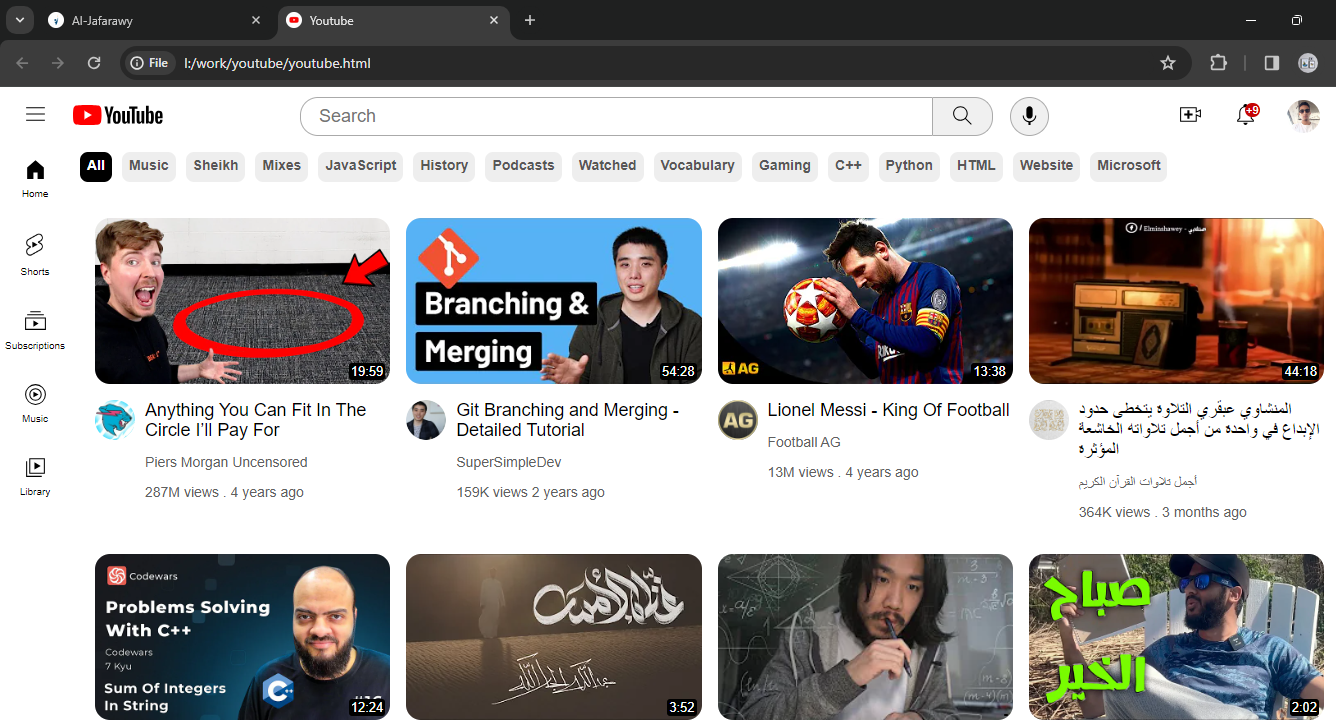 Al-Jafarawy
Youtube
File
I:/work/youtube/youtube.html
YouTube
Search
+9
All
Music
Sheikh
Mixes
JavaScript
History
Podcasts
Watched
Vocabulary
Gaming
C++
Python
HTML
Website
Microsoft
Home
Shorts
Subscriptions
Music
Library
19:59
Anything You Can Fit In The
Circle I'll Pay For
Piers Morgan Uncensored
287M views . 4 years ago
Branching &
Merging
54:28
Git Branching and Merging -
Detailed Tutorial
SuperSimpleDev
159K views 2 years ago
AG
13:38
AG
Lionel Messi - King Of Football
Football AG
13M views . 4 years ago
Elminshawey - منشاوي
44:18
المنشاوي عبقري التلاوة يتخطى حدود
الإبداع في واحدة من أجمل تلاواته الخاشعة
المؤثرة
أجمل تلاوات القرآن الكريم
364K views . 3 months ago
Codewars
Problems Solving
With C++
Codewars
7 Kyu
Sum Of Integers
In String
C++
12:24
3:52
صباح
الخير
2:02